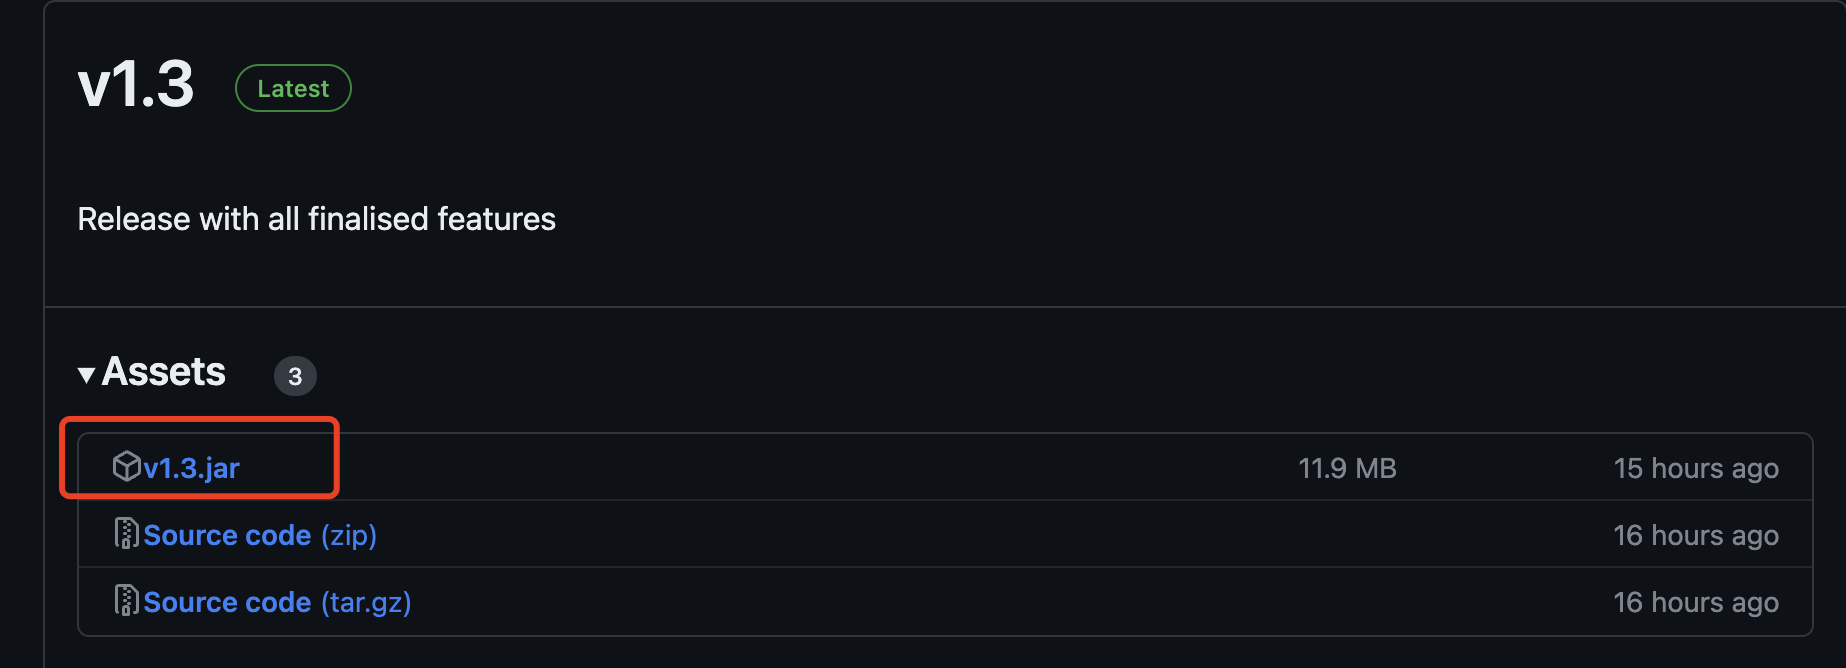 v1.3 Latest
Release with all finalised features
Assets 3
v1.3.jar 11.9 MB 15 hours ago
Source code (zip) 16 hours ago
Source code (tar.gz) 16 hours ago